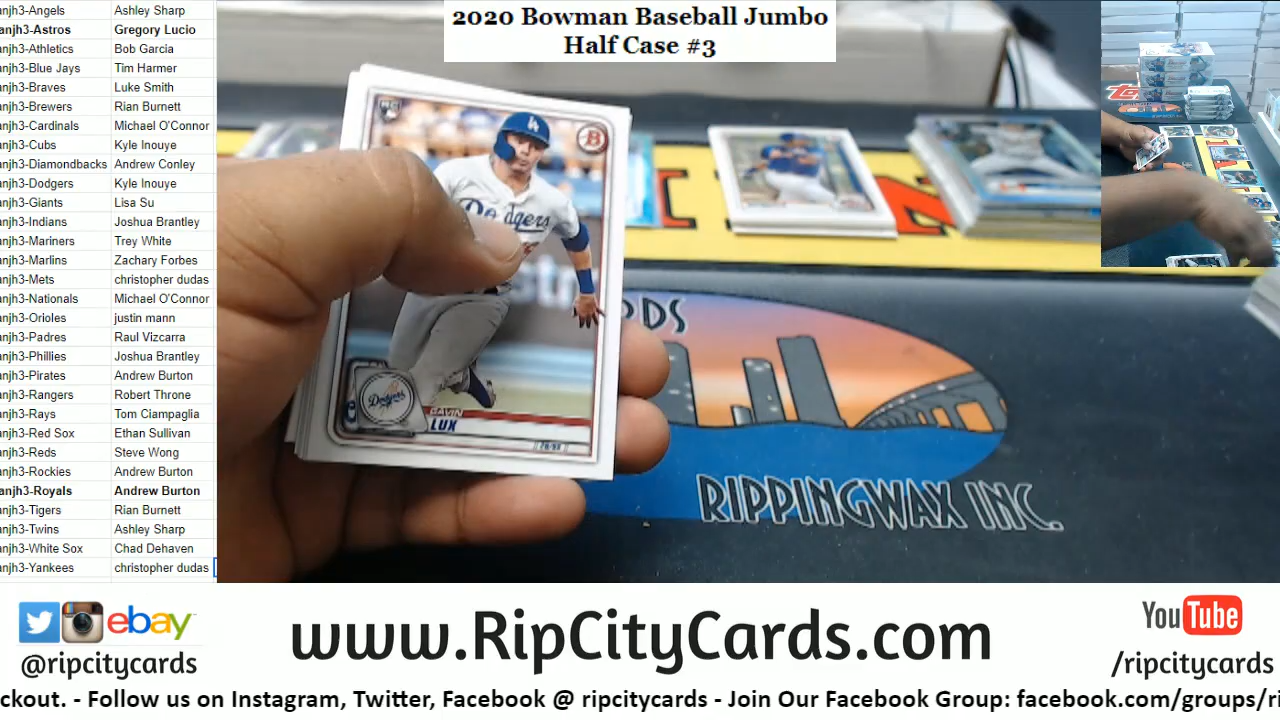 2020 Bowman Baseball Jumbo
Half Case #3
anjh3-Angels Ashley Sharp
anjh3-Astros Gregory Lucio
anjh3-Athletics Bob Garcia
anjh3-Blue Jays Tim Harmer
anjh3-Braves Luke Smith
anjh3-Brewers Rian Burnett
anjh3-Cardinals Michael O'Connor
anjh3-Cubs Kyle Inouye
anjh3-Diamondbacks Andrew Conley
anjh3-Dodgers Kyle Inouye
anjh3-Giants Lisa Su
anjh3-Indians Joshua Brantley
anjh3-Mariners Trey White
anjh3-Marlins Zachary Forbes
anjh3-Mets christopher dudas
anjh3-Nationals Michael O'Connor
anjh3-Orioles justin mann
anjh3-Padres Raul Vizcarra
anjh3-Phillies Joshua Brantley
anjh3-Pirates Andrew Burton
anjh3-Rangers Robert Throne
anjh3-Rays Tom Ciampaglia
anjh3-Red Sox Ethan Sullivan
anjh3-Reds Steve Wong
anjh3-Rockies Andrew Burton
anjh3-Royals Andrew Burton
anjh3-Tigers Rian Burnett
anjh3-Twins Ashley Sharp
anjh3-White Sox Chad Dehaven
anjh3-Yankees christopher dudas
RC
B
LA
Dodgers
Dodgers
GAVIN
LUX
RDS
RIPPINGWAX INC.
ebay
@ripcitycards
www.RipCityCards.com
YouTube
/ripcitycards
ckout. - Follow us on Instagram, Twitter, Facebook @ ripcitycards - Join Our Facebook Group: facebook.com/groups/ri